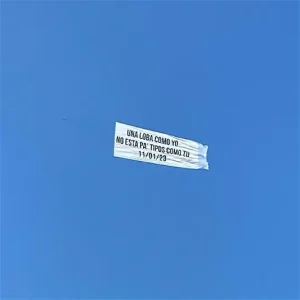 UNA LOBA COMO YO
NO ESTA PA' TIPOS COMO TU
11/01/23